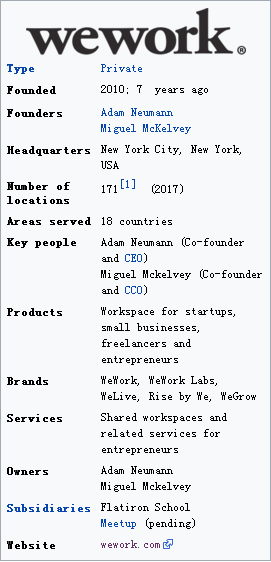 wework®
Type Private
Founded 2010; 7 years ago
Founders Adam Neumann
Miguel McKelvey
Headquarters New York City, New York,
USA
Number of
locations 171[1] (2017)
Areas served 18 countries
Key people Adam Neumann (Co-founder
and CEO)
Miguel Mckelvey (Co-founder
and CCO)
Products Workspace for startups,
small businesses,
freelancers and
entrepreneurs
Brands WeWork, WeWork Labs,
WeLive, Rise by We, WeGrow
Services Shared workspaces and
related services for
entrepreneurs
Owners Adam Neumann
Miguel Mckelvey
Subsidiaries Flatiron School
Meetup (pending)
Website wework.com